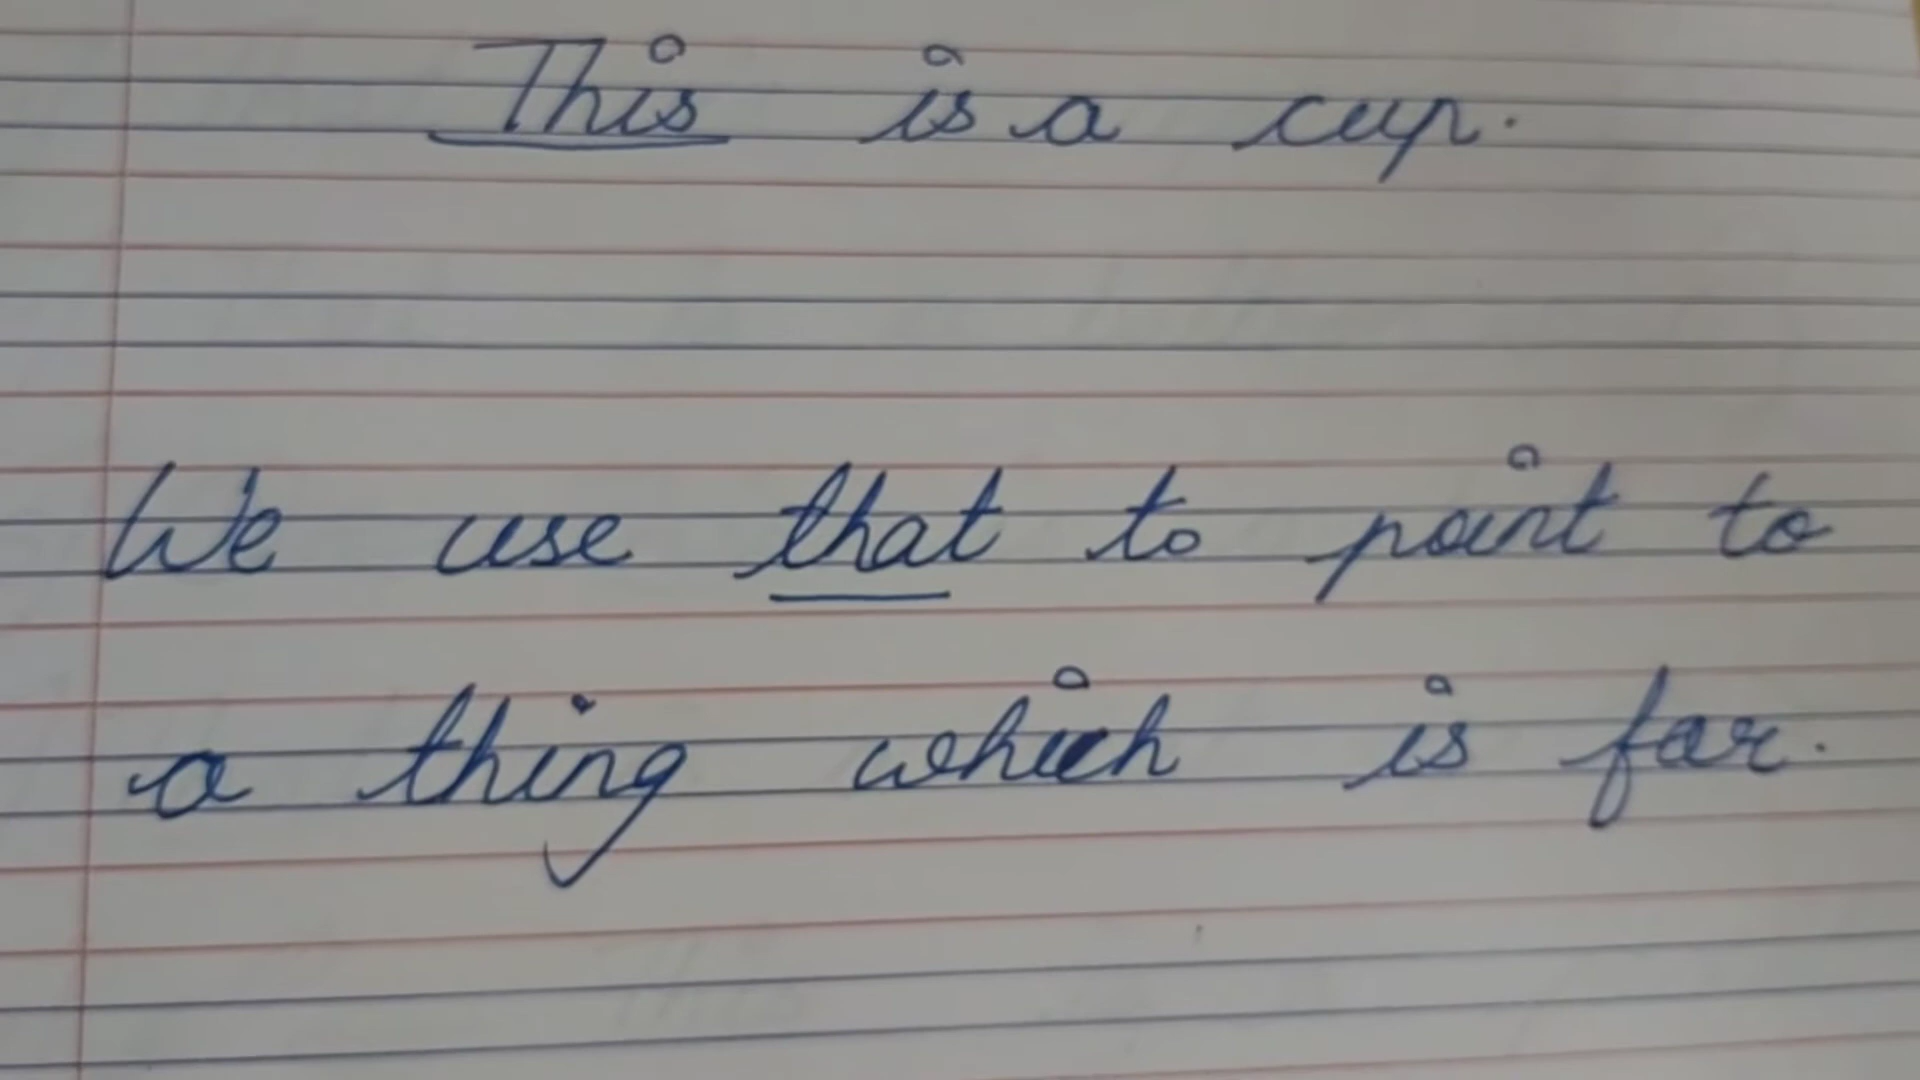 This is a cup.
We use that to point to
a thing which is far.